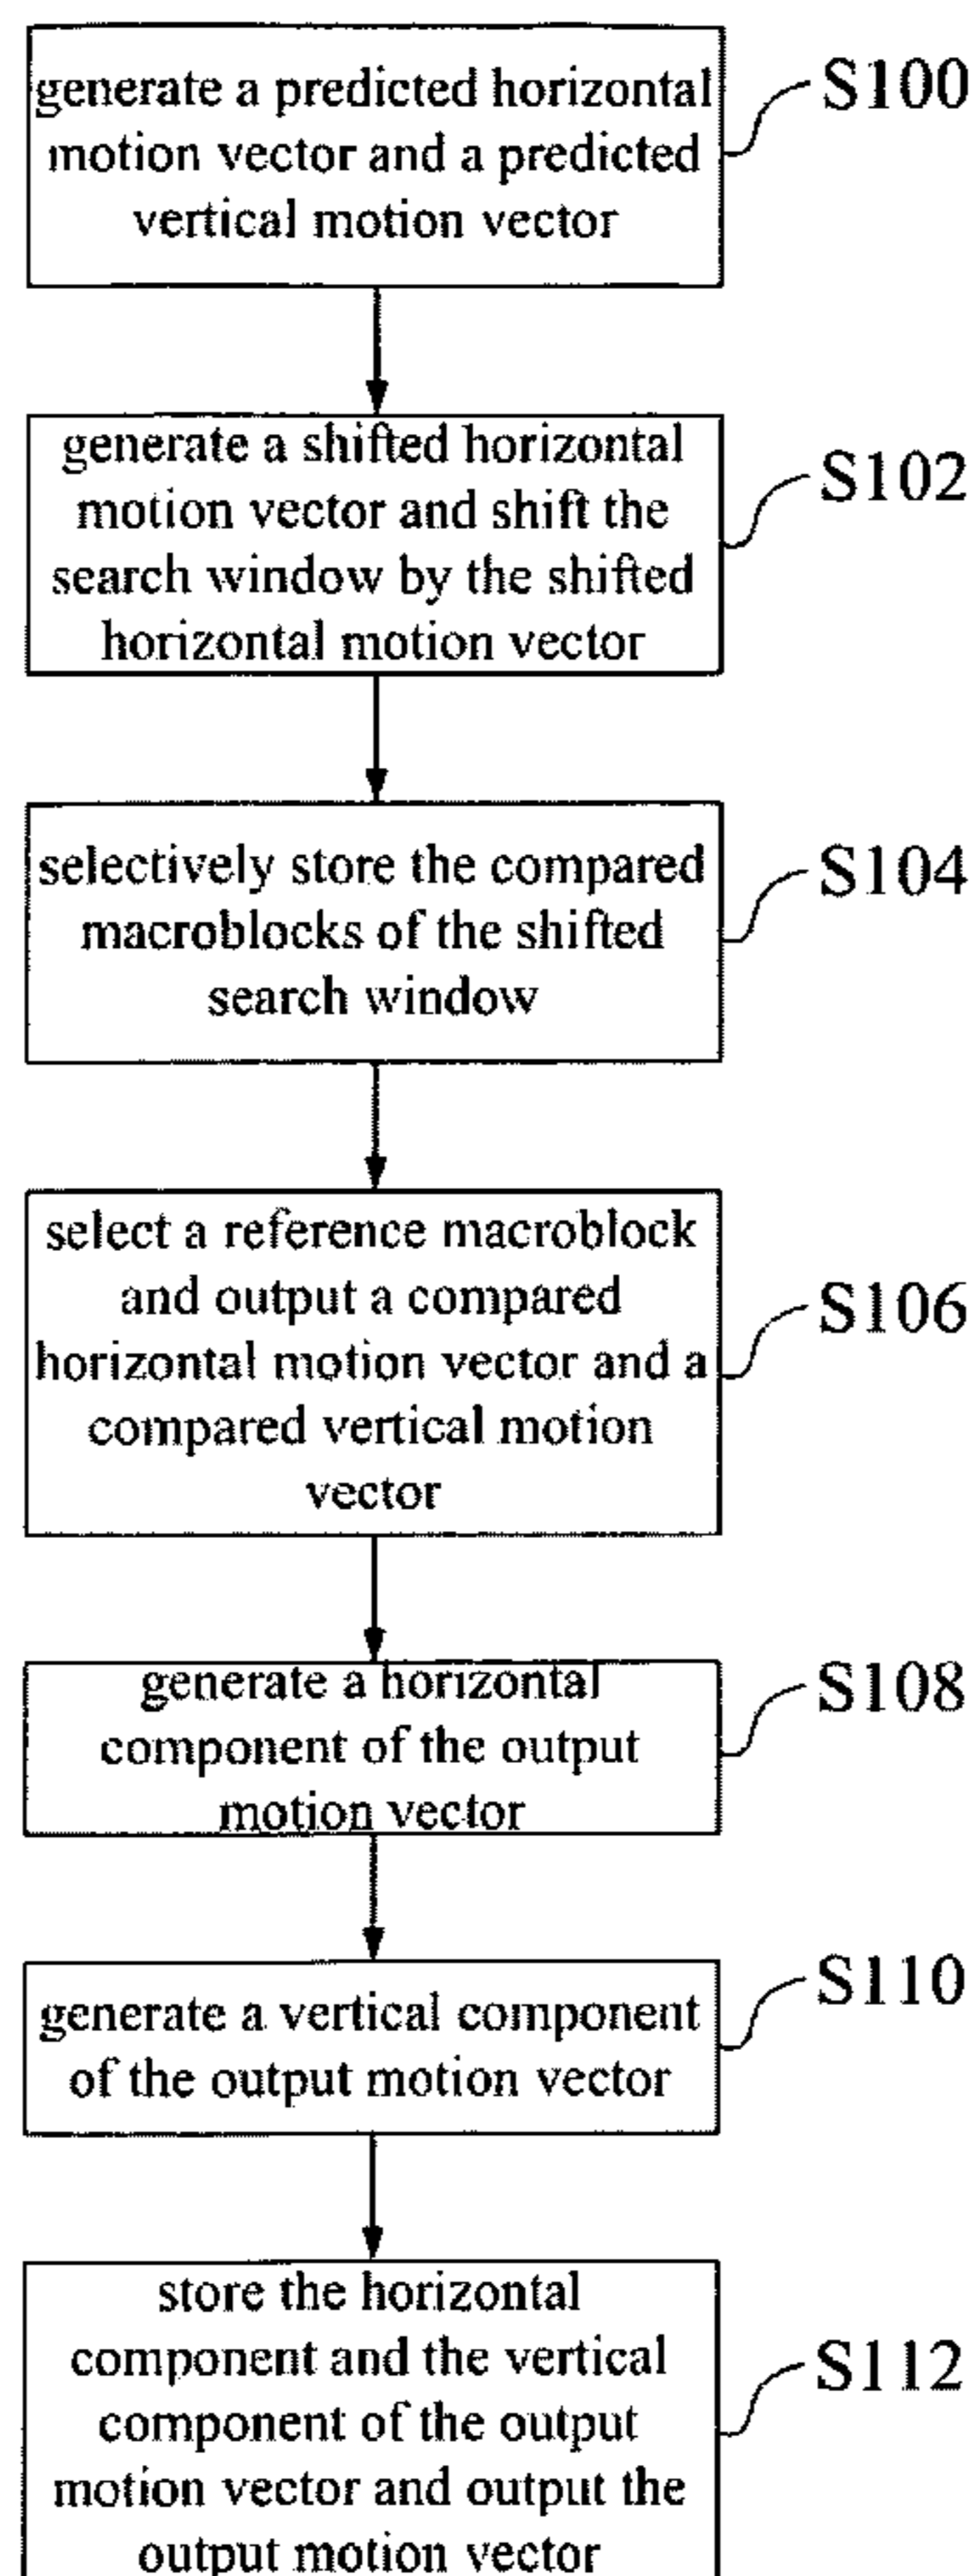 generate a predicted horizontal
motion vector and a predicted
vertical motion vector
S100
generate a shifted horizontal
motion vector and shift the
search window by the shifted
horizontal motion vector
S102
selectively store the compared
macroblocks of the shifted
search window
S104
select a reference macroblock
and output a compared
horizontal motion vector and a
compared vertical motion
vector
S106
generate a horizontal
component of the output
motion vector
S108
generate a vertical component
of the output motion vector
S110
store the horizontal
component and the vertical
component of the output
motion vector and output the
output motion vector
S112